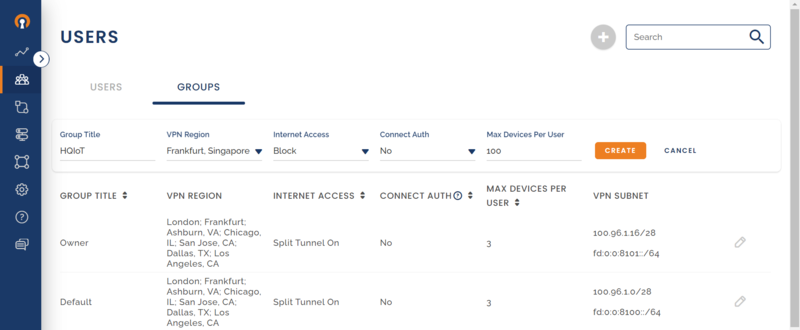 USERS
Search
USERS
GROUPS
Group Title
VPN Region
Internet Access
Connect Auth
Max Devices Per User
HQIoT
Frankfurt, Singapore
Block
No
100
CREATE
CANCEL
GROUP TITLE
VPN REGION
INTERNET ACCESS
CONNECT AUTH
MAX DEVICES PER
USER
VPN SUBNET
Owner
London; Frankfurt;
Ashburn, VA; Chicago,
IL; San Jose, CA;
Dallas, TX; Los
Angeles, CA
Split Tunnel On
No
3
100.96.1.16/28
fd:0:0:8101::/64
Default
London; Frankfurt;
Ashburn, VA; Chicago,
IL; San Jose, CA;
Dallas, TX; Los
Angeles, CA
Split Tunnel On
No
3
100.96.1.0/28
fd:0:0:8100::/64